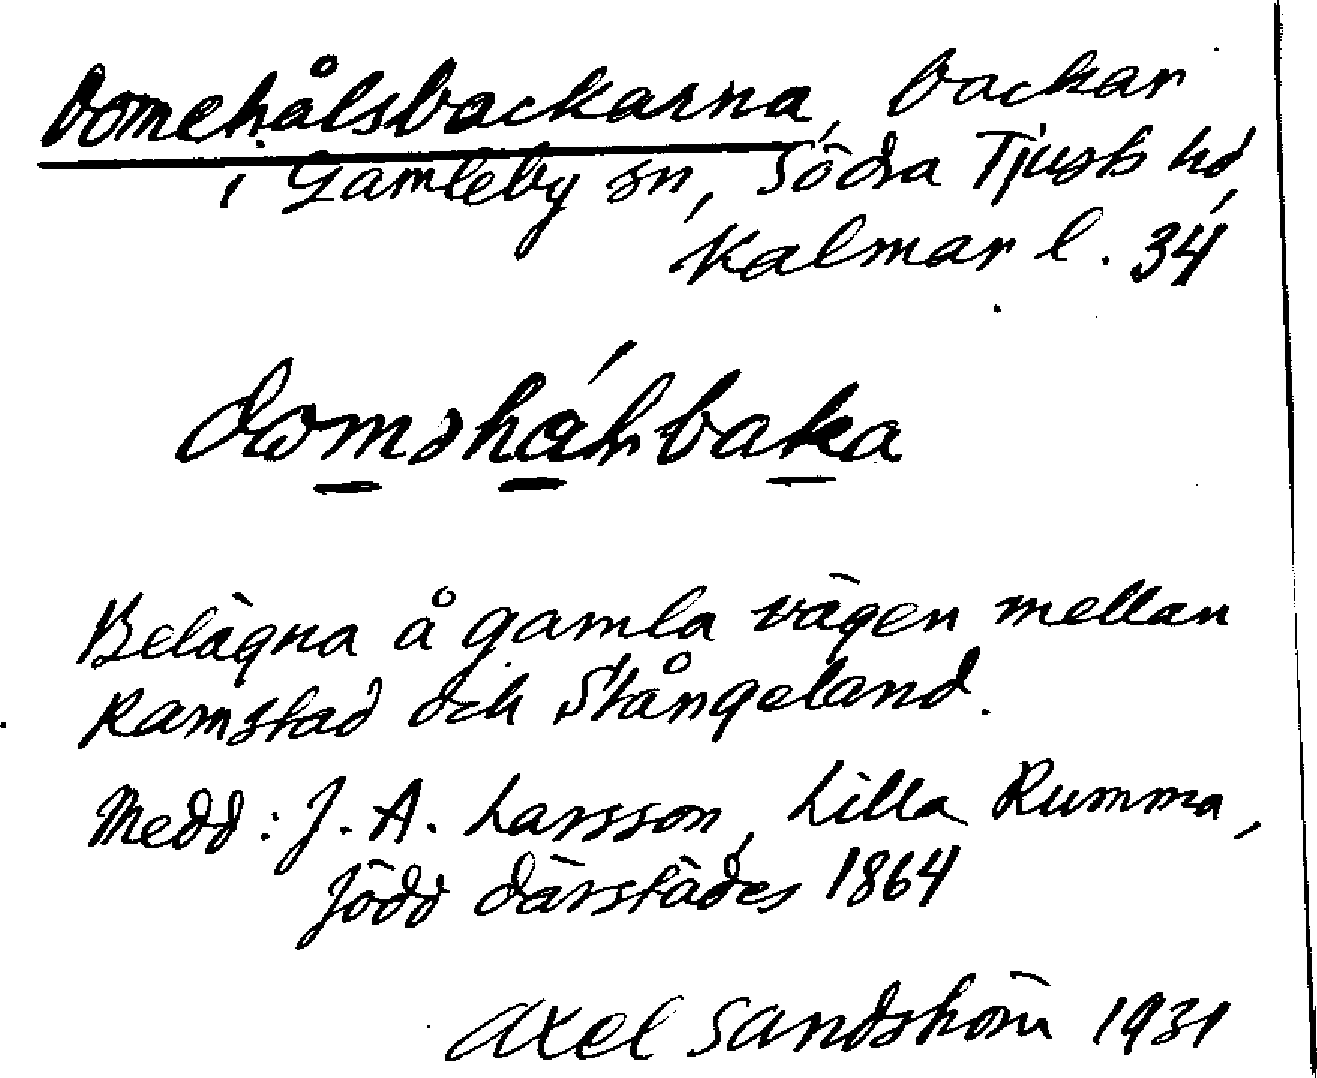 Domehålsbackarna, backar
i Gamleby sn, Södra Tjusts hd,
Kalmar l. 34
Belägna å gamla vägen mellan
Ramstad och Stångeland.
Medd: J. A. Larsson, Lilla Rumma,
född därstädes 1864
Axel Sandström 1931